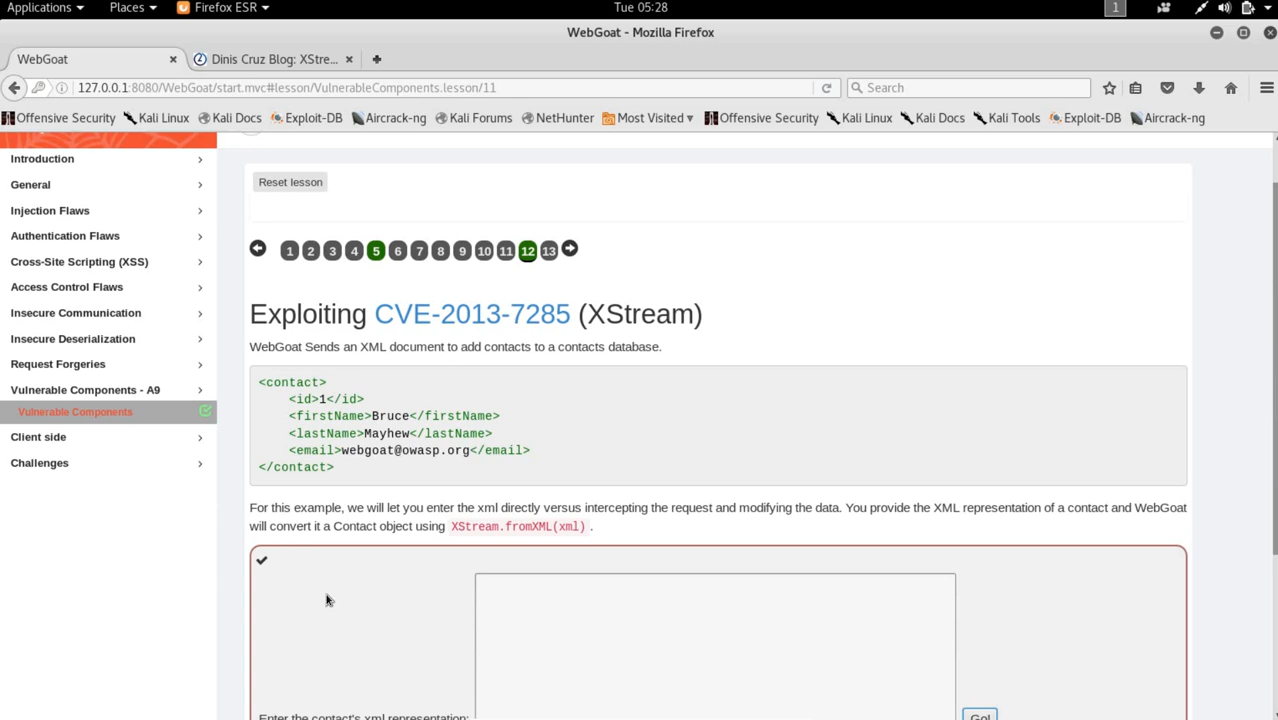 Applications Places Firefox ESR Tue 05:28 1
WebGoat - Mozilla Firefox
WebGoat Dinis Cruz Blog: XStre...
127.0.0.1:8080/WebGoat/start.mvc#lesson/VulnerableComponents.lesson/11 Search
Offensive Security Kali Linux Kali Docs Exploit-DB Aircrack-ng Kali Forums NetHunter Most Visited Offensive Security Kali Linux Kali Docs Kali Tools Exploit-DB Aircrack-ng
Introduction
General
Injection Flaws
Authentication Flaws
Cross-Site Scripting (XSS)
Access Control Flaws
Insecure Communication
Insecure Deserialization
Request Forgeries
Vulnerable Components - A9
Vulnerable Components
Client side
Challenges
Reset lesson
1 2 3 4 5 6 7 8 9 10 11 12 13
Exploiting CVE-2013-7285 (XStream)
WebGoat Sends an XML document to add contacts to a contacts database.
<contact>
<id>1</id>
<firstName>Bruce</firstName>
<lastName>Mayhew</lastName>
<email>webgoat@owasp.org</email>
</contact>
For this example, we will let you enter the xml directly versus intercepting the request and modifying the data. You provide the XML representation of a contact and WebGoat
will convert it a Contact object using XStream.fromXML(xml) .
Enter the contact's xml representation: Go!